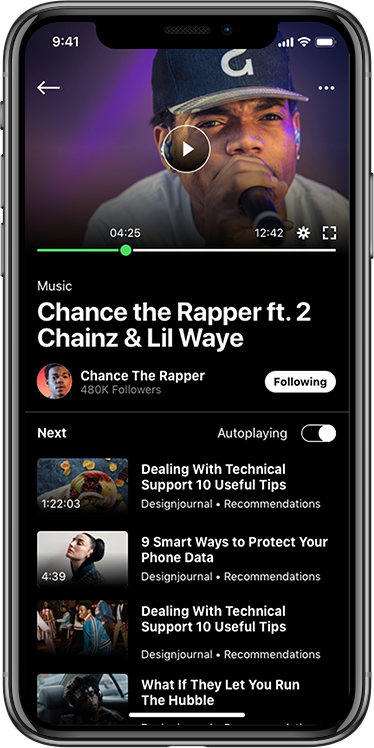 9:41
04:25
12:42
Music
Chance the Rapper ft. 2
Chainz & Lil Waye
Chance The Rapper
480K Followers
Following
Next
Autoplaying
Dealing With Technical
Support 10 Useful Tips
1:22:03
Designjournal • Recommendations
9 Smart Ways to Protect Your
Phone Data
4:39
Designjournal • Recommendations
Dealing With Technical
Support 10 Useful Tips
Designjournal • Recommendations
What If They Let You Run
The Hubble